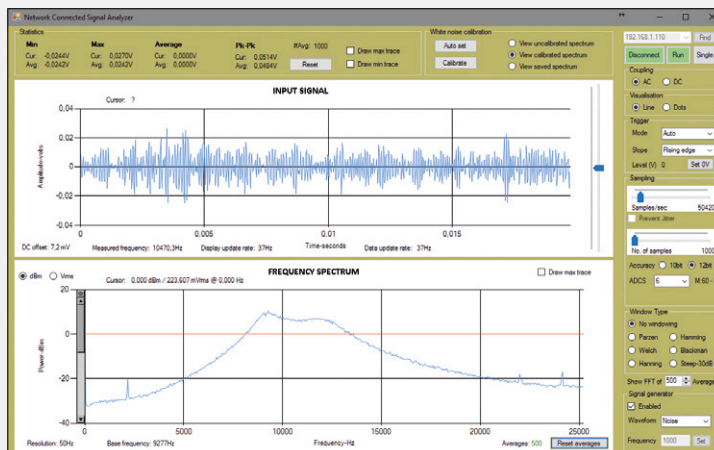 Network Connected Signal Analyzer
Statistics
Min Max Average Pk-Pk #Avg: 1000
Cur: -0,0244V Cur: 0,0270V Cur: 0,0000V Cur: 0,0514V
Avg: -0,0242V Avg: 0,0242V Avg: 0,0000V Avg: 0,0484V
Reset
Draw max trace
Draw min trace
White noise calibration
Auto set
Calibrate
View uncalibrated spectrum
View calibrated spectrum
View saved spectrum
192.168.1.110 Find
Disconnect Run Single
Coupling
AC DC
Visualisation
Line Dots
Trigger
Mode Auto
Slope Rising edge
Level (V) 0 Set 0V
Sampling
Samples/sec 50420
Prevent Jitter
No. of samples 1000
Accuracy 10bit 12bit
ADCS 6 M:60 -
Window Type
No windowing
Parzen Hamming
Welch Blackman
Hanning Steep-30dB
Show FFT of 500 Average
Signal generator
Enabled
Waveform Noise
Frequency 1000 Set
INPUT SIGNAL
Cursor: ?
Amplitude-volts
0.04
0.02
0
-0.02
-0.04
0 0.005 0.01 0.015
DC offset: 7,2 mV Measured frequency: 10470,3Hz Display update rate: 37Hz Time-seconds Data update rate: 37Hz
FREQUENCY SPECTRUM
dBm Vrms Cursor: 0.000 dBm / 223.607 mVrms @ 0.000 Hz Draw max trace
Power-dBm
20
0
-20
-40
0 5000 10000 15000 20000 25000
Resolution: 50Hz Base frequency: 9277Hz Frequency-Hz Averages: 500 Reset averages